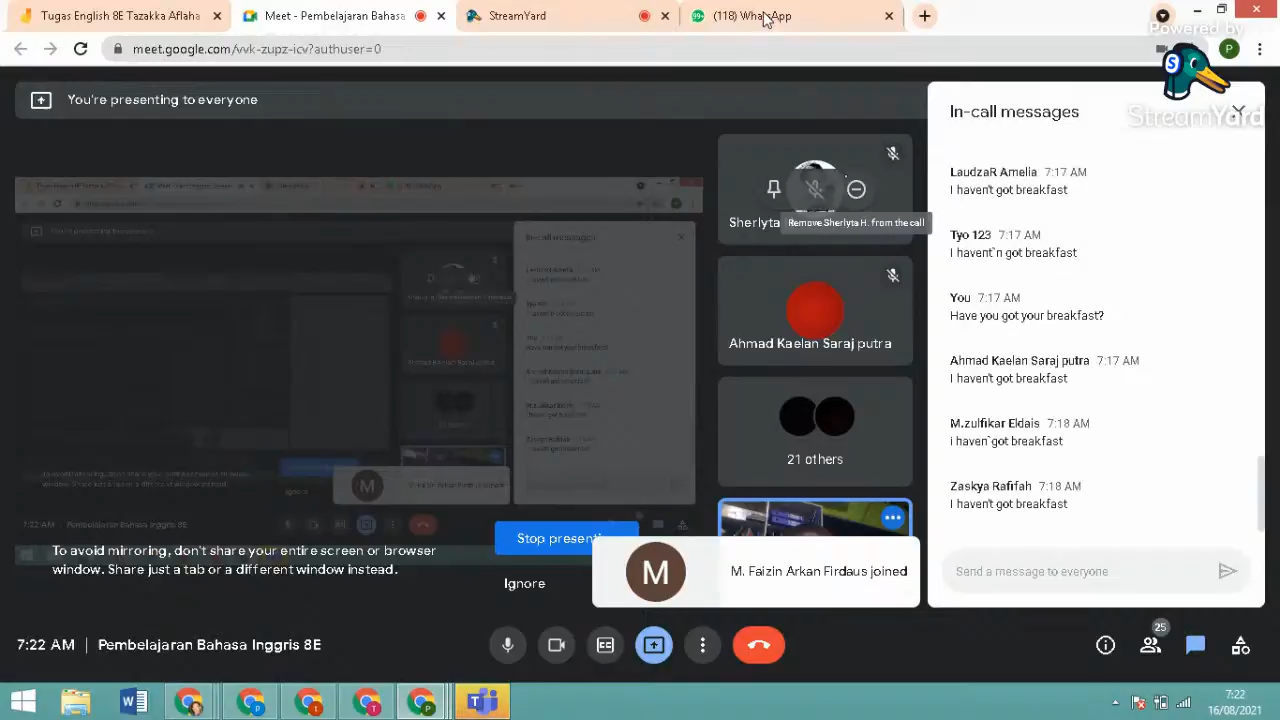 Tugas English 8E Tazakka Aflaha
Meet - Pembelajaran Bahasa
StreamYard
99+
(118) WhatsApp
meet.google.com/vvk-zupz-icv?authuser=0
P
Powered by
StreamYard
You're presenting to everyone
In-call messages
Sherlyta
Remove Sherlyta H. from the call
Ahmad Kaelan Saraj putra
21 others
LaudzaR Amelia 7:17 AM
I haven't got breakfast
Tyo 123 7:17 AM
I havent`n got breakfast
You 7:17 AM
Have you got your breakfast?
Ahmad Kaelan Saraj putra 7:17 AM
I haven't got breakfast
M.zulfikar Eldais 7:18 AM
i haven`got breakfast
Zaskya Rafifah 7:18 AM
I haven't got breakfast
Send a message to everyone
To avoid mirroring, don't share your entire screen or browser
window. Share just a tab or a different window instead.
Stop presenti
Ignore
M
M. Faizin Arkan Firdaus joined
7:22 AM | Pembelajaran Bahasa Inggris 8E
25
7:22
16/08/2021